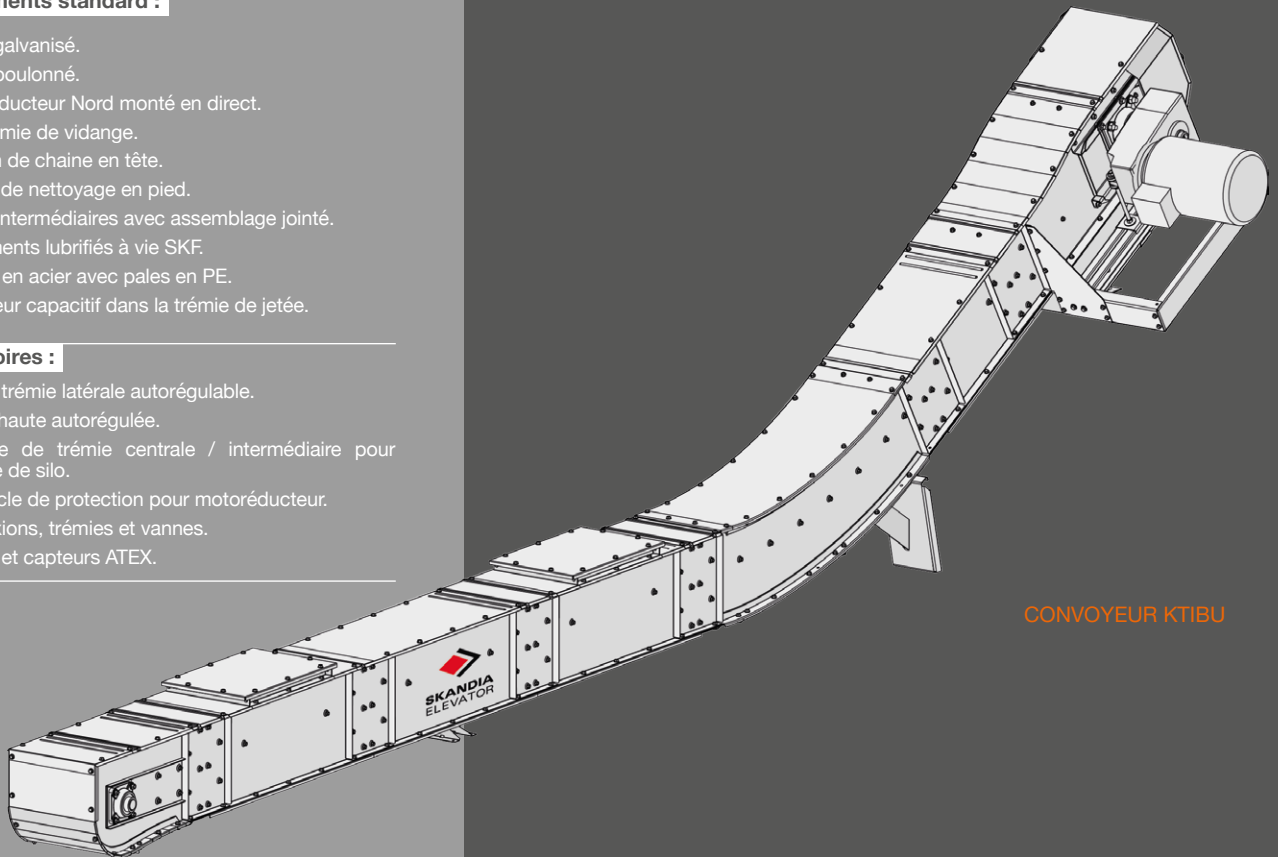 ments standard :
galvanisé.
boulonné.
ducteur Nord monté en direct.
mie de vidange.
n de chaine en tête.
de nettoyage en pied.
intermédiaires avec assemblage jointé.
ments lubrifiés à vie SKF.
en acier avec pales en PE.
eur capacitif dans la trémie de jetée.
oires :
trémie latérale autorégulable.
haute autorégulée.
e de trémie centrale / intermédiaire pour
e de silo.
cle de protection pour motoréducteur.
tions, trémies et vannes.
et capteurs ATEX.
SKANDIA
ELEVATOR
CONVOYEUR KTIBU